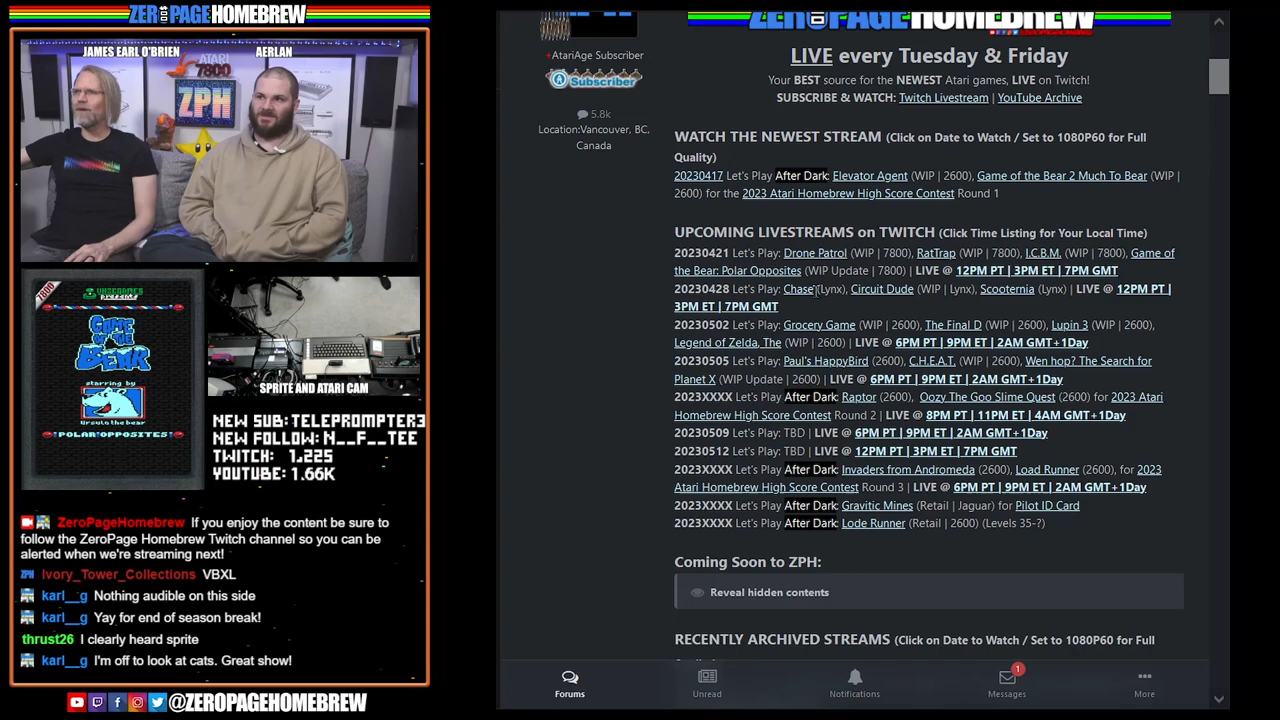 ZERO PAGE HOMEBREW
JAMES EARL O'BRIEN
AERLAN
ATARI
7800
ZPH
7800
GAME
OF THE
BEAR
starring by
Ursula the bear
POLAR OPPOSITES
presents
SPRITE AND ATARI CAM
NEW SUB: TELEPROMPTER3
NEW FOLLOW: N__F__TEE
TWITCH: 1,225
YOUTUBE: 1.66K
ZeroPageHomebrew If you enjoy the content be sure to
follow the ZeroPage Homebrew Twitch channel so you can be
alerted when we're streaming next!
Ivory_Tower_Collections VBXL
karl__g Nothing audible on this side
karl__g Yay for end of season break!
thrust26 I clearly heard sprite
karl__g I'm off to look at cats. Great show!
@ZEROPAGEHOMEBREW
+AtariAge Subscriber
Subscriber
5.8k
Location:Vancouver, BC,
Canada
ZEROPAGEHOMEBREW
LIVE every Tuesday & Friday
Your BEST source for the NEWEST Atari games, LIVE on Twitch!
SUBSCRIBE & WATCH: Twitch Livestream | YouTube Archive
WATCH THE NEWEST STREAM (Click on Date to Watch / Set to 1080P60 for Full
Quality)
20230417 Let's Play After Dark: Elevator Agent (WIP | 2600), Game of the Bear 2 Much To Bear (WIP |
2600) for the 2023 Atari Homebrew High Score Contest Round 1
UPCOMING LIVESTREAMS on TWITCH (Click Time Listing for Your Local Time)
20230421 Let's Play: Drone Patrol (WIP | 7800), RatTrap (WIP | 7800), I.C.B.M. (WIP | 7800), Game of
the Bear: Polar Opposites (WIP Update | 7800) | LIVE @ 12PM PT | 3PM ET | 7PM GMT
20230428 Let's Play: Chase (Lynx), Circuit Dude (WIP | Lynx), Scooternia (Lynx) | LIVE @ 12PM PT |
3PM ET | 7PM GMT
20230502 Let's Play: Grocery Game (WIP | 2600), The Final D (WIP | 2600), Lupin 3 (WIP | 2600),
Legend of Zelda, The (WIP | 2600) | LIVE @ 6PM PT | 9PM ET | 2AM GMT+1Day
20230505 Let's Play: Paul's HappyBird (2600), C.H.E.A.T. (WIP | 2600), Wen hop? The Search for
Planet X (WIP Update | 2600) | LIVE @ 6PM PT | 9PM ET | 2AM GMT+1Day
2023XXXX Let's Play After Dark: Raptor (2600), Oozy The Goo Slime Quest (2600) for 2023 Atari
Homebrew High Score Contest Round 2 | LIVE @ 8PM PT | 11PM ET | 4AM GMT+1Day
20230509 Let's Play: TBD | LIVE @ 6PM PT | 9PM ET | 2AM GMT+1Day
20230512 Let's Play: TBD | LIVE @ 12PM PT | 3PM ET | 7PM GMT
2023XXXX Let's Play After Dark: Invaders from Andromeda (2600), Load Runner (2600), for 2023
Atari Homebrew High Score Contest Round 3 | LIVE @ 6PM PT | 9PM ET | 2AM GMT+1Day
2023XXXX Let's Play After Dark: Gravitic Mines (Retail | Jaguar) for Pilot ID Card
2023XXXX Let's Play After Dark: Lode Runner (Retail | 2600) (Levels 35-?)
Coming Soon to ZPH:
Reveal hidden contents
RECENTLY ARCHIVED STREAMS (Click on Date to Watch / Set to 1080P60 for Full
Forums
Unread
Notifications
1
Messages
More